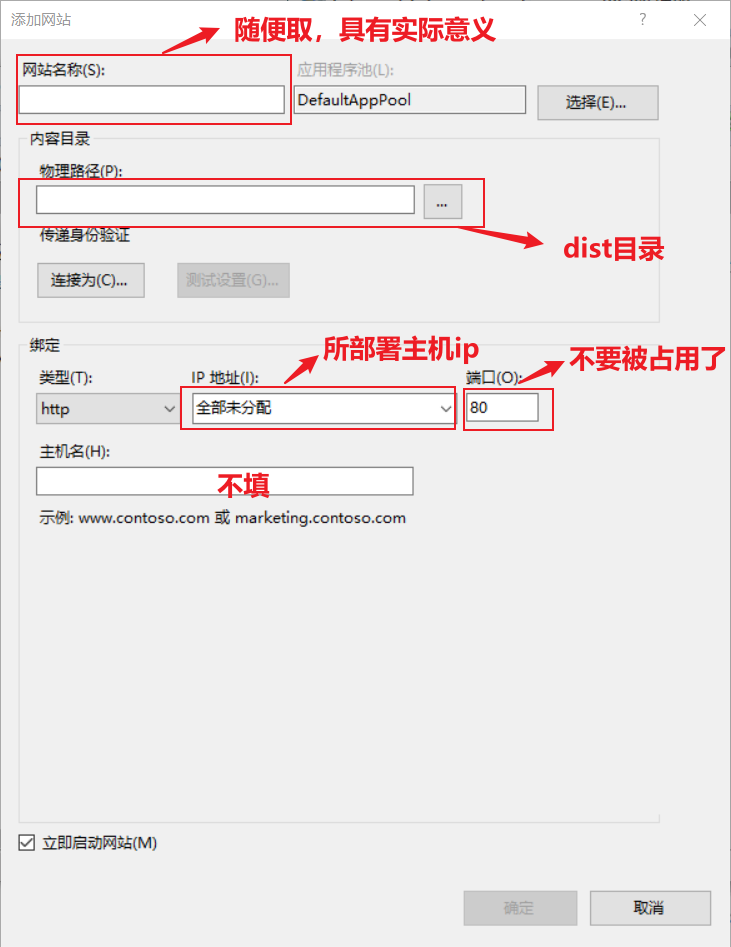 添加网站
?
随便取，具有实际意义
网站名称(S):
应用程序池(L):
DefaultAppPool
选择(E)...
内容目录
物理路径(P):
...
传递身份验证
dist目录
连接为(C)...
测试设置(G)...
绑定
所部署主机ip
不要被占用了
类型(T):
IP 地址(I):
端口(O):
http
全部未分配
80
主机名(H):
不填
示例: www.contoso.com 或 marketing.contoso.com
立即启动网站(M)
确定
取消